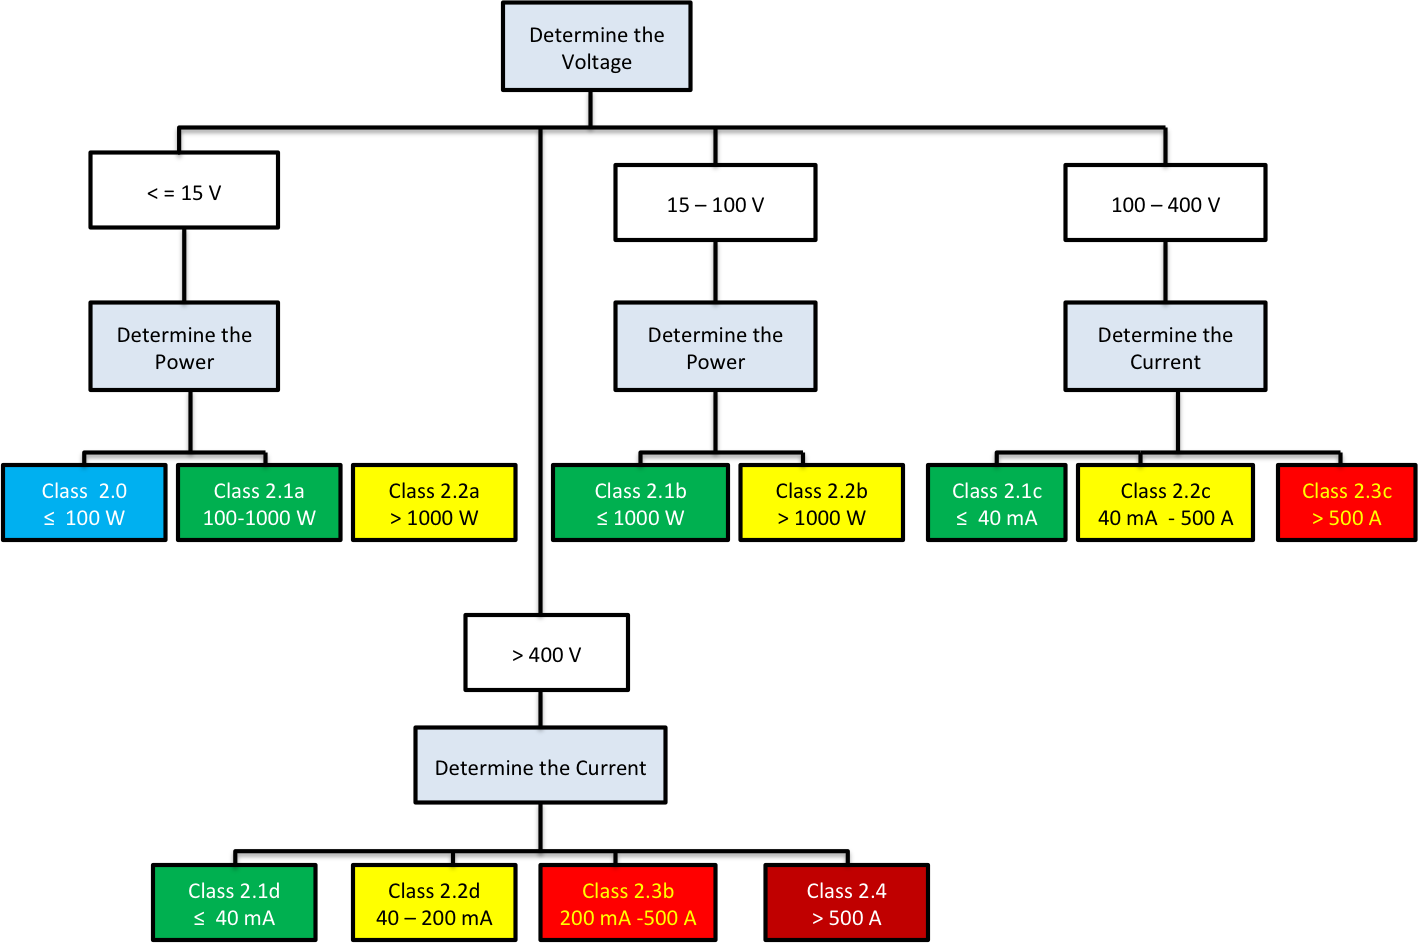 Determine the
Voltage
< = 15 V
15 – 100 V
100 – 400 V
Determine the
Power
Determine the
Power
Determine the
Current
Class  2.0
≤  100 W
Class 2.1a
100-1000 W
Class 2.2a
> 1000 W
Class 2.1b
≤ 1000 W
Class 2.2b
> 1000 W
Class 2.1c
≤  40 mA
Class 2.2c
40 mA  - 500 A
Class 2.3c
> 500 A
> 400 V
Determine the Current
Class 2.1d
≤  40 mA
Class 2.2d
40 – 200 mA
Class 2.3b
200 mA -500 A
Class 2.4
> 500 A